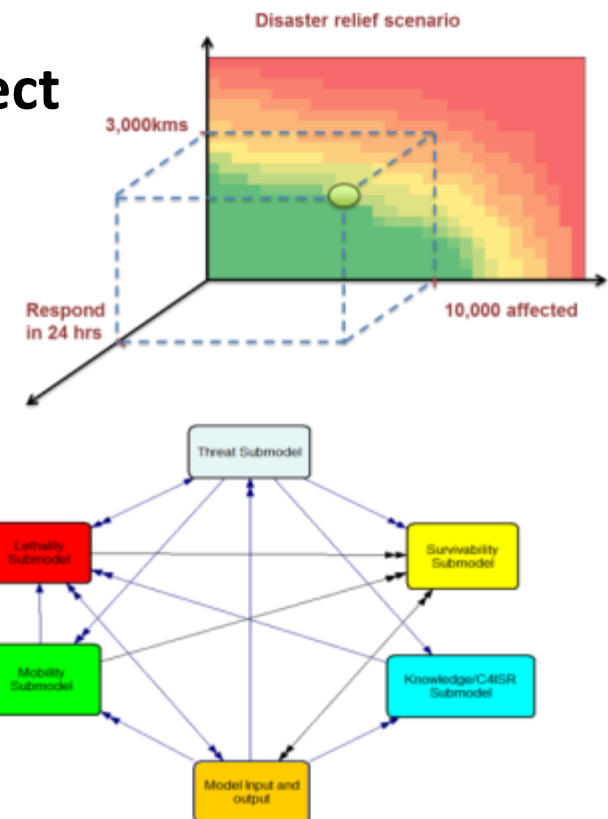 Disaster relief scenario
ect
3,000kms
Respond
in 24 hrs
10,000 affected
Threat Submodel
Lethality
Submodel
Survivability
Submodel
Mobility
Submodel
Knowledge/C4ISR
Submodel
Model Input and
output